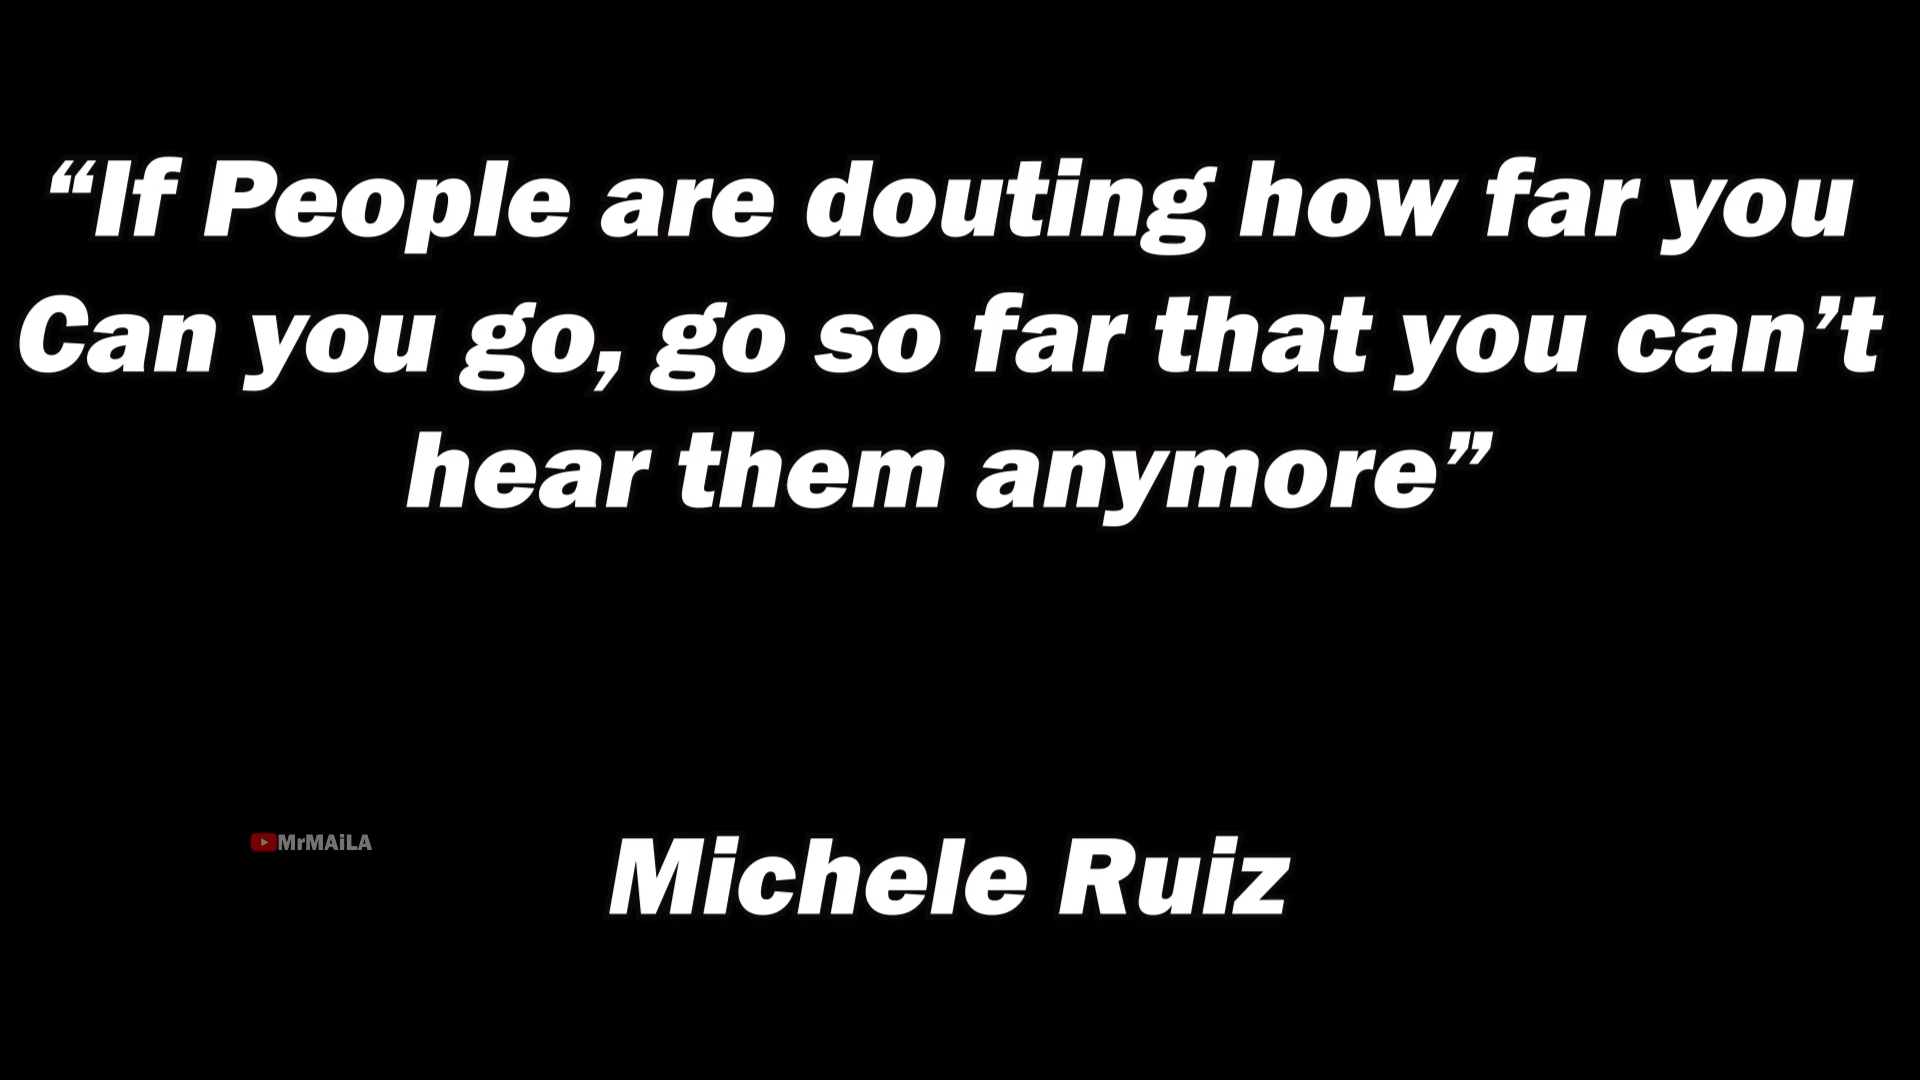 “If People are douting how far you
Can you go, go so far that you can’t
hear them anymore”
MrMAiLA
Michele Ruiz